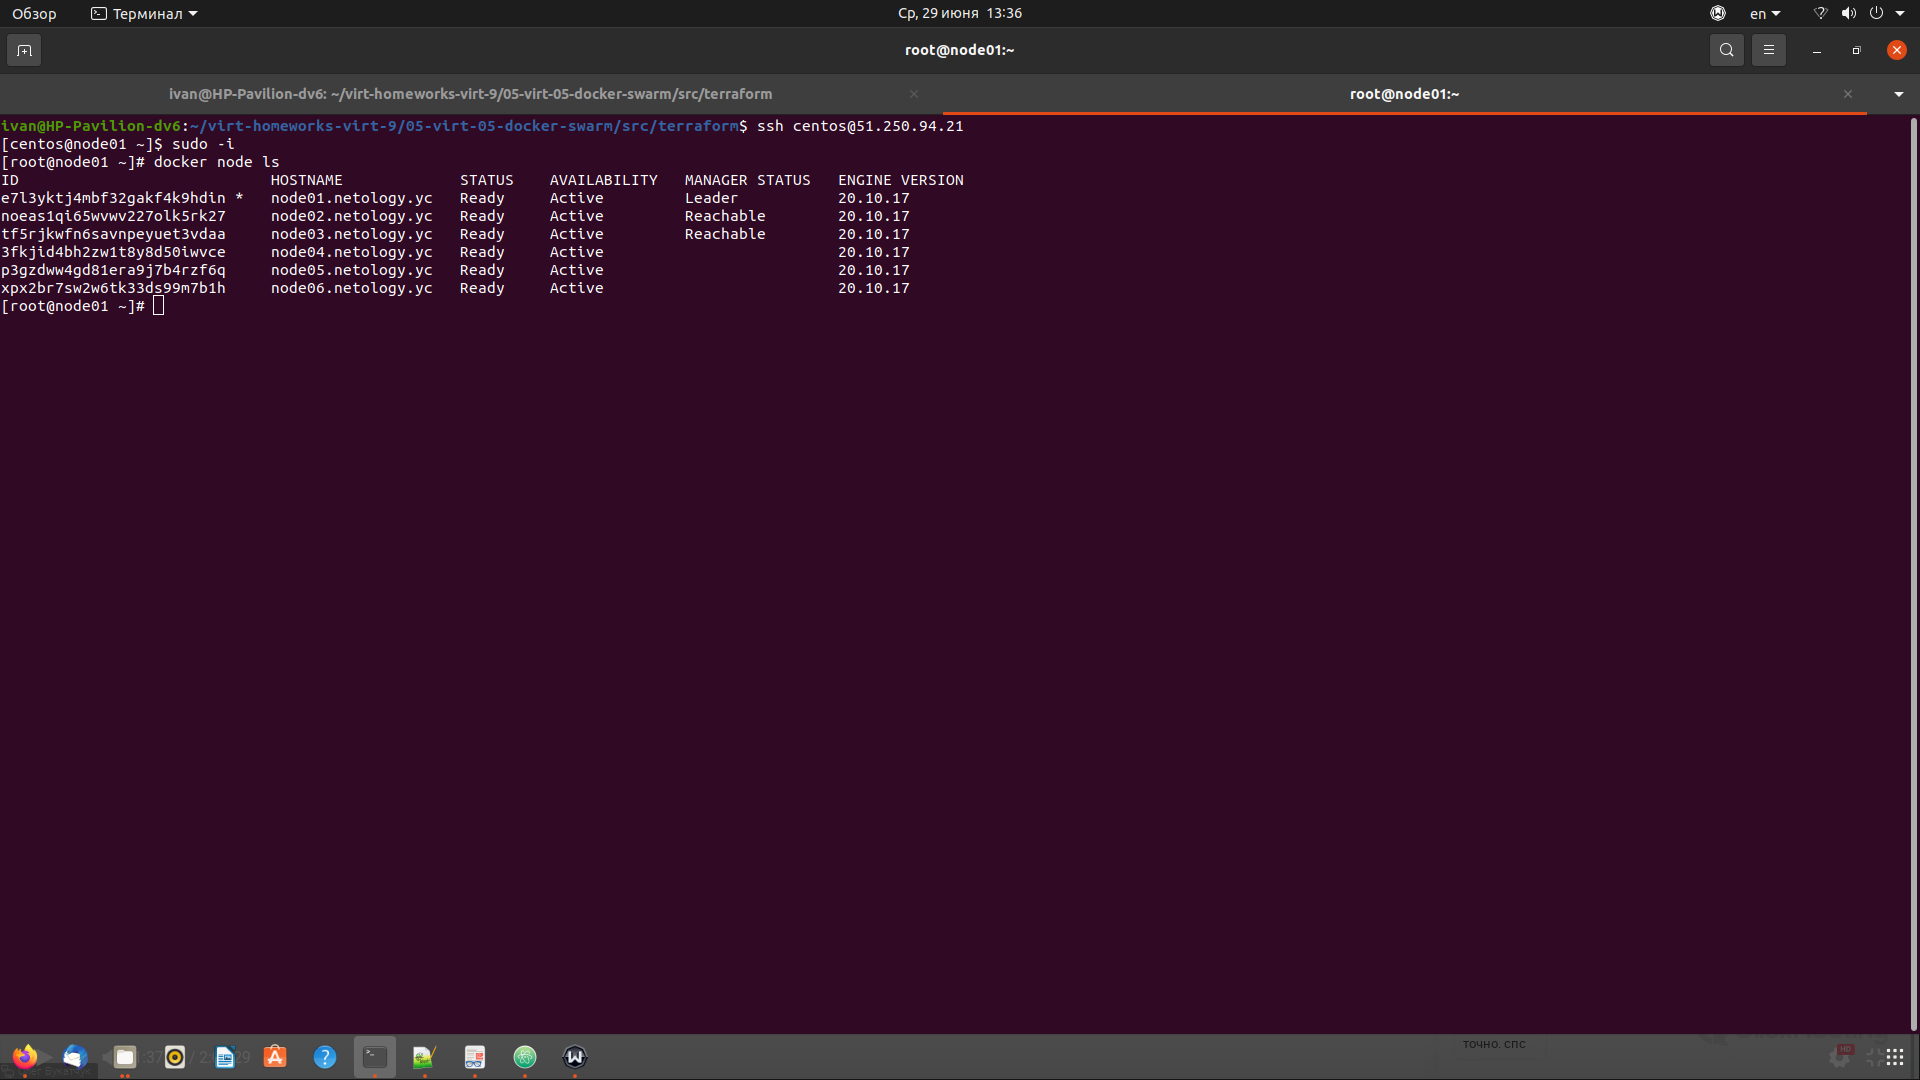 Обзор
Терминал
Ср, 29 июня 13:36
en
root@node01:~
ivan@HP-Pavilion-dv6: ~/virt-homeworks-virt-9/05-virt-05-docker-swarm/src/terraform
root@node01:~
ivan@HP-Pavilion-dv6:~/virt-homeworks-virt-9/05-virt-05-docker-swarm/src/terraform$ ssh centos@51.250.94.21
[centos@node01 ~]$ sudo -i
[root@node01 ~]# docker node ls
ID HOSTNAME STATUS AVAILABILITY MANAGER STATUS ENGINE VERSION
e7l3yktj4mbf32gakf4k9hdin * node01.netology.yc Ready Active Leader 20.10.17
noeas1qi65wvwv227olk5rk27 node02.netology.yc Ready Active Reachable 20.10.17
tf5rjkwfn6savnpeyuet3vdaa node03.netology.yc Ready Active Reachable 20.10.17
3fkjid4bh2zw1t8y8d50iwvce node04.netology.yc Ready Active 20.10.17
p3gzdww4gd81era9j7b4rzf6q node05.netology.yc Ready Active 20.10.17
xpx2br7sw2w6tk33ds99m7b1h node06.netology.yc Ready Active 20.10.17
[root@node01 ~]#
точно. спс
HD